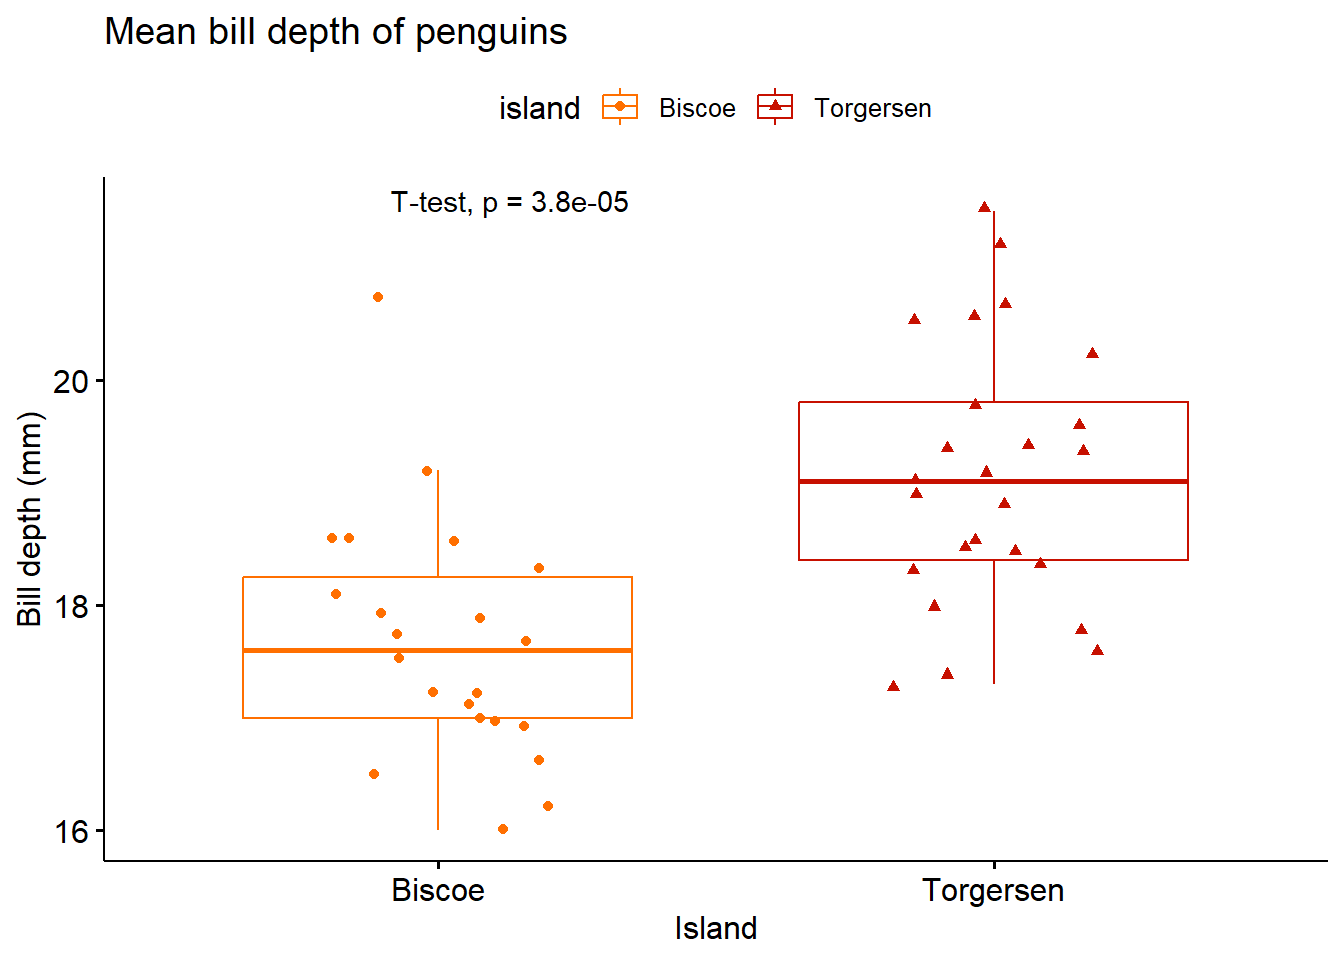 Mean bill depth of penguins
island Biscoe Torgersen
T-test, p = 3.8e-05
20
18
16
Bill depth (mm)
Biscoe Torgersen
Island